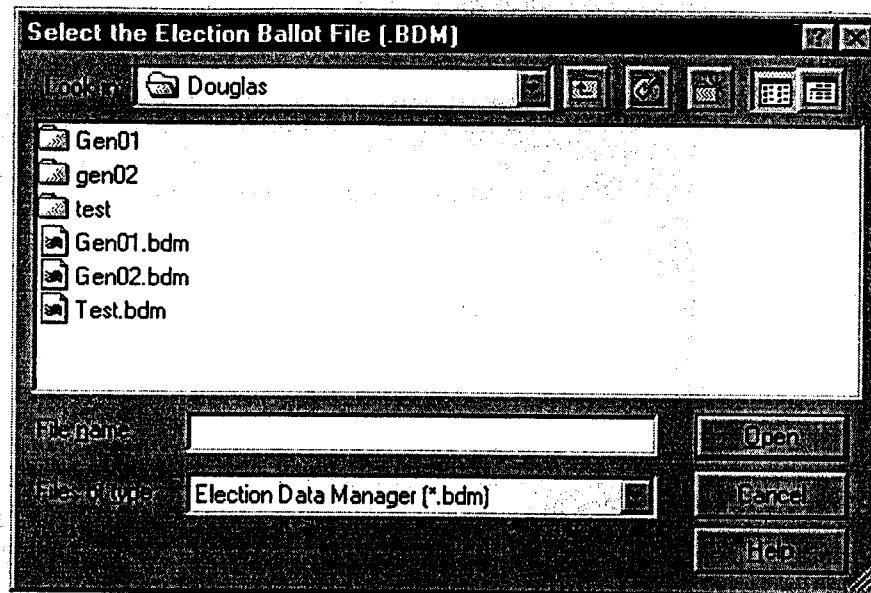 Select the Election Ballot File (.BDM)
Look in: Douglas
Gen01
gen02
test
Gen01.bdm
Gen02.bdm
Test.bdm
File name:
Open
Files of type: Election Data Manager (*.bdm)
Cancel
Help